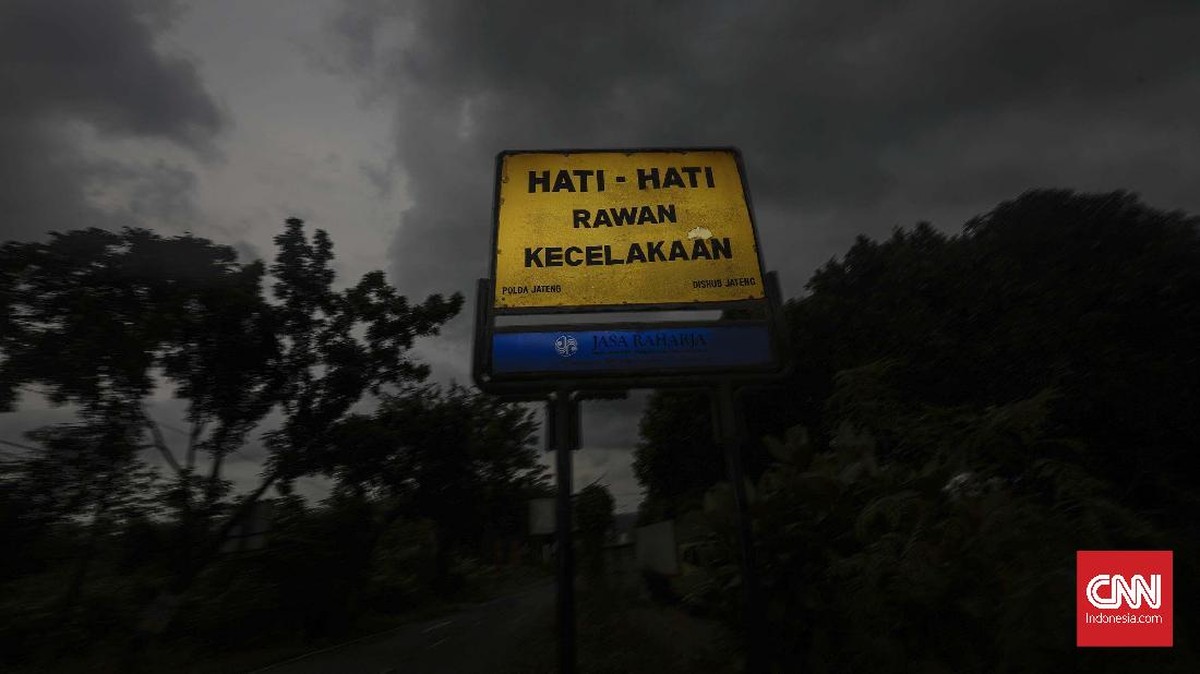 HATI - HATI
RAWAN
KECELAKAAN
POLDA JATENG
DISHUB JATENG
JASA RAHARJA
CNN
Indonesia.com